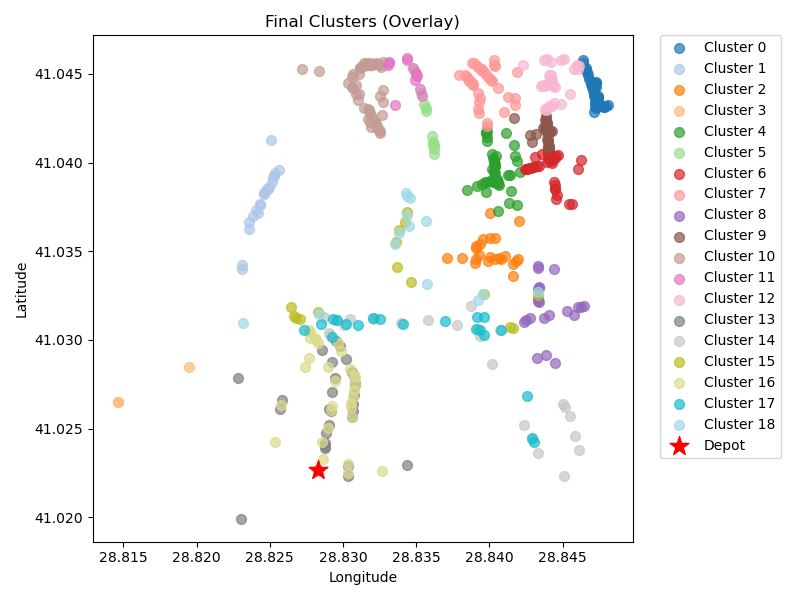 Final Clusters (Overlay)
Latitude
41.045
41.040
41.035
41.030
41.025
41.020
28.815 28.820 28.825 28.830 28.835 28.840 28.845
Longitude
Cluster 0
Cluster 1
Cluster 2
Cluster 3
Cluster 4
Cluster 5
Cluster 6
Cluster 7
Cluster 8
Cluster 9
Cluster 10
Cluster 11
Cluster 12
Cluster 13
Cluster 14
Cluster 15
Cluster 16
Cluster 17
Cluster 18
Depot